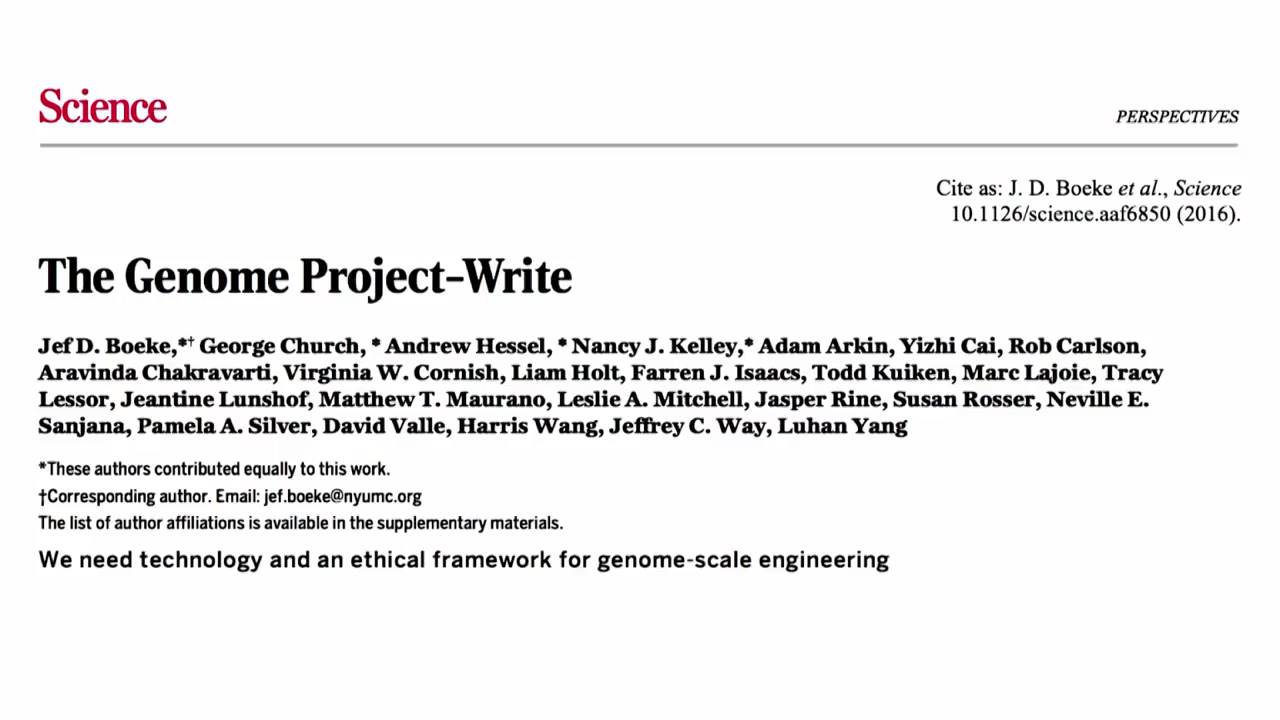 Science
PERSPECTIVES
Cite as: J. D. Boeke et al., Science
10.1126/science.aaf6850 (2016).
The Genome Project–Write
Jef D. Boeke,*† George Church, * Andrew Hessel, * Nancy J. Kelley,* Adam Arkin, Yizhi Cai, Rob Carlson,
Aravinda Chakravarti, Virginia W. Cornish, Liam Holt, Farren J. Isaacs, Todd Kuiken, Marc Lajoie, Tracy
Lessor, Jeantine Lunshof, Matthew T. Maurano, Leslie A. Mitchell, Jasper Rine, Susan Rosser, Neville E.
Sanjana, Pamela A. Silver, David Valle, Harris Wang, Jeffrey C. Way, Luhan Yang
*These authors contributed equally to this work.
†Corresponding author. Email: jef.boeke@nyumc.org
The list of author affiliations is available in the supplementary materials.
We need technology and an ethical framework for genome-scale engineering